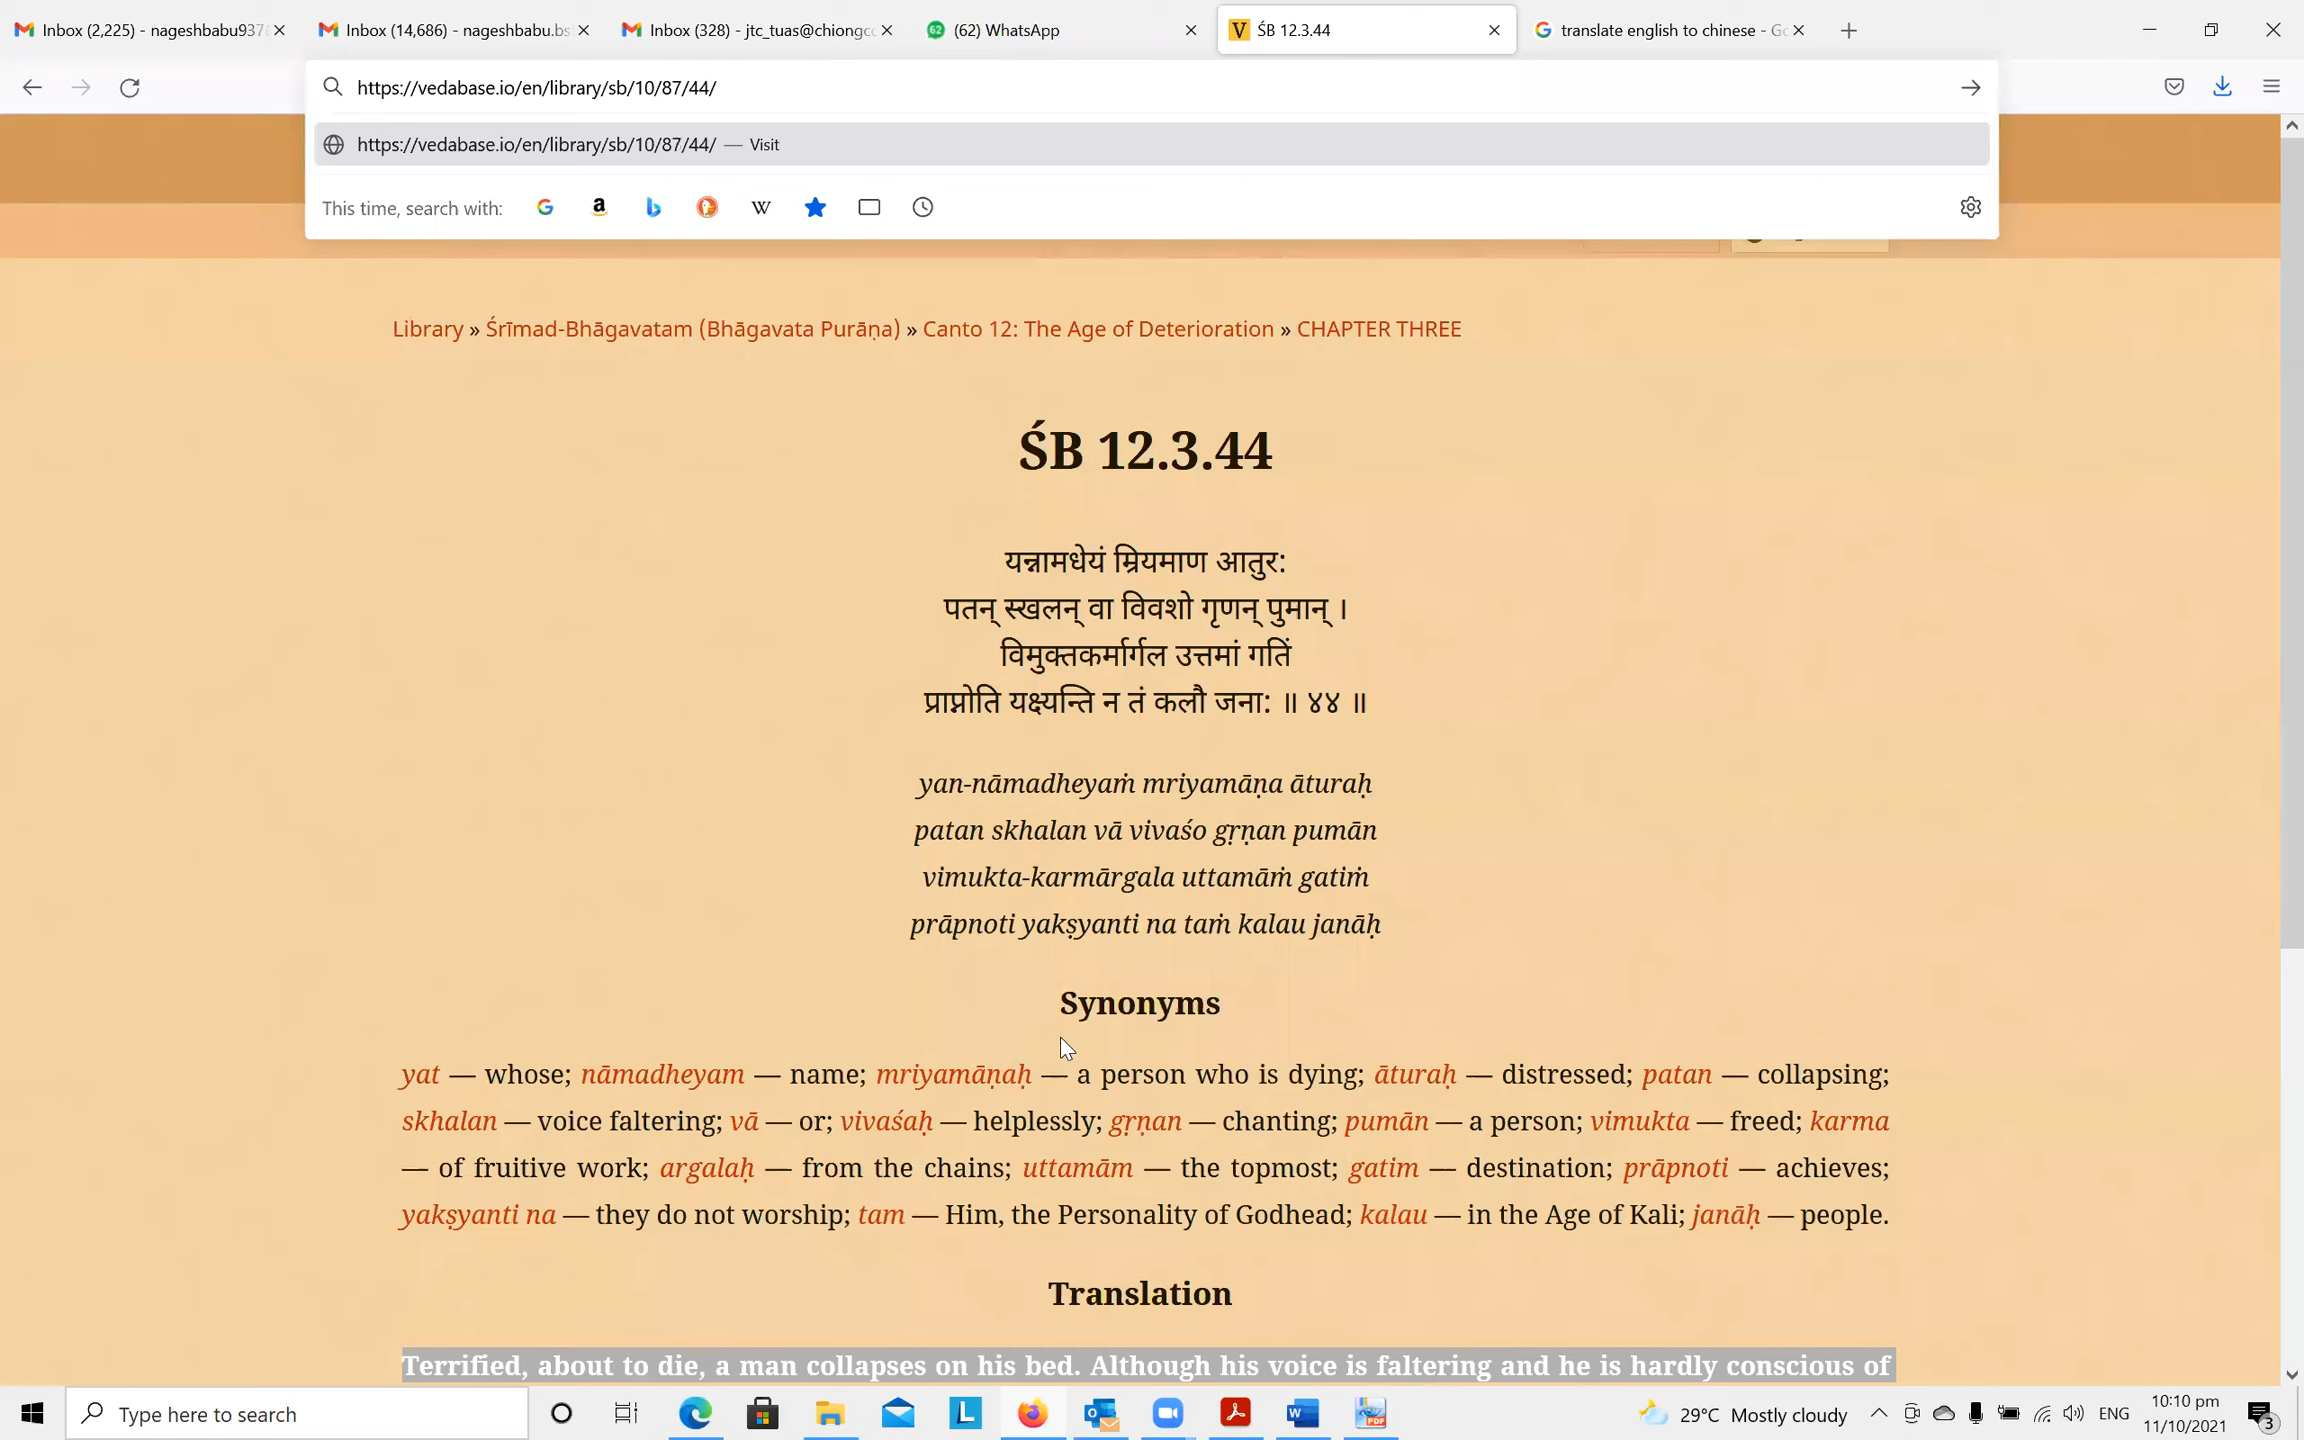 Inbox (2,225) - nageshbabu937
Inbox (14,686) - nageshbabu.bs
Inbox (328) - jtc_tuas@chiongco
(62) WhatsApp
ŚB 12.3.44
translate english to chinese - Go
https://vedabase.io/en/library/sb/10/87/44/
https://vedabase.io/en/library/sb/10/87/44/ — Visit
This time, search with:
Library » Śrīmad-Bhāgavatam (Bhāgavata Purāṇa) » Canto 12: The Age of Deterioration » CHAPTER THREE
ŚB 12.3.44
यन्नामधेयं म्रियमाण आतुर:
पतन् स्खलन् वा विवशो गृणन् पुमान् ।
विमुक्तकर्मार्गल उत्तमां गतिं
प्राप्नोति यक्ष्यन्ति न तं कलौ जना: ॥ ४४ ॥
yan-nāmadheyaṁ mriyamāṇa āturaḥ
patan skhalan vā vivaśo gṛṇan pumān
vimukta-karmārgala uttamāṁ gatiṁ
prāpnoti yakṣyanti na taṁ kalau janāḥ
Synonyms
yat — whose; nāmadheyam — name; mriyamāṇaḥ — a person who is dying; āturaḥ — distressed; patan — collapsing;
skhalan — voice faltering; vā — or; vivaśaḥ — helplessly; gṛṇan — chanting; pumān — a person; vimukta — freed; karma
— of fruitive work; argalaḥ — from the chains; uttamām — the topmost; gatim — destination; prāpnoti — achieves;
yakṣyanti na — they do not worship; tam — Him, the Personality of Godhead; kalau — in the Age of Kali; janāḥ — people.
Translation
Terrified, about to die, a man collapses on his bed. Although his voice is faltering and he is hardly conscious of
Type here to search
29°C Mostly cloudy
ENG
10:10 pm
11/10/2021
3